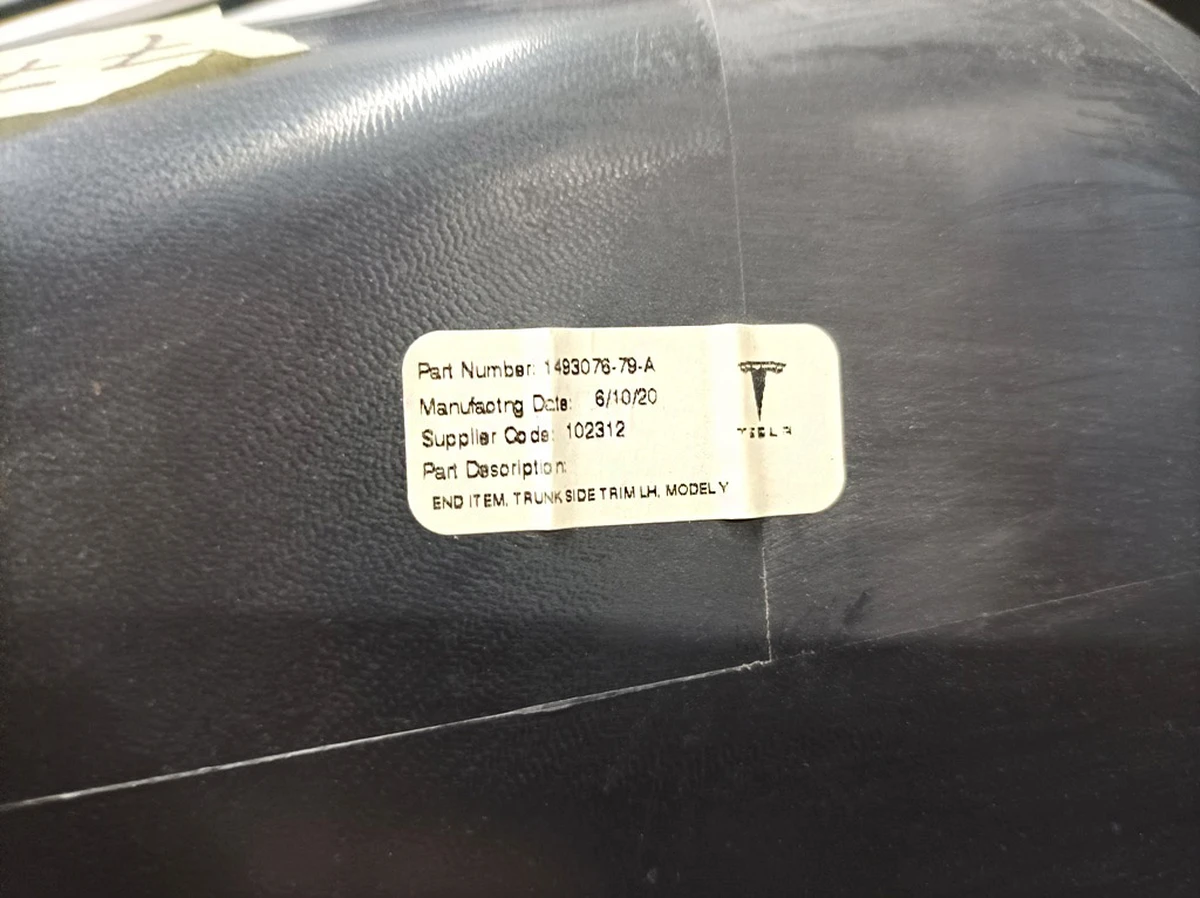 Part Number: 1493076-79-A
Manufactng Date: 6/10/20
Supplier Code: 102312
Part Description:
END ITEM, TRUNK SIDE TRIM LH, MODEL Y
TESLA